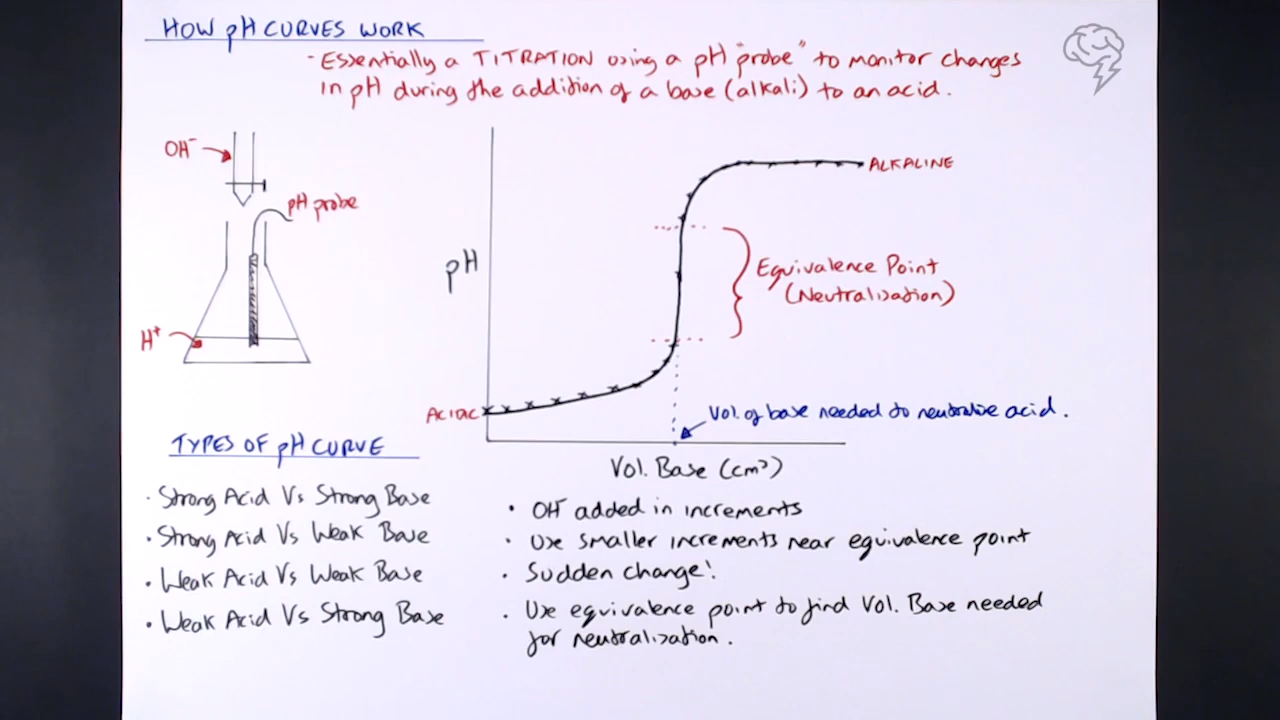 HOW pH CURVES WORK
- Essentially a TITRATION using a pH "probe" to monitor changes
in pH during the addition of a base (alkali) to an acid.
OH⁻
pH probe
H⁺
pH
ALKALINE
Equivalence Point
(Neutralisation)
ACIDIC
Vol. of base needed to neutralise acid.
Vol. Base (cm³)
TYPES OF pH CURVE
· Strong Acid Vs Strong Base
· Strong Acid Vs Weak Base
· Weak Acid Vs Weak Base
· Weak Acid Vs Strong Base
· OH⁻ added in increments
· Use smaller increments near equivalence point
· Sudden change!
· Use equivalence point to find Vol. Base needed
for neutralisation.